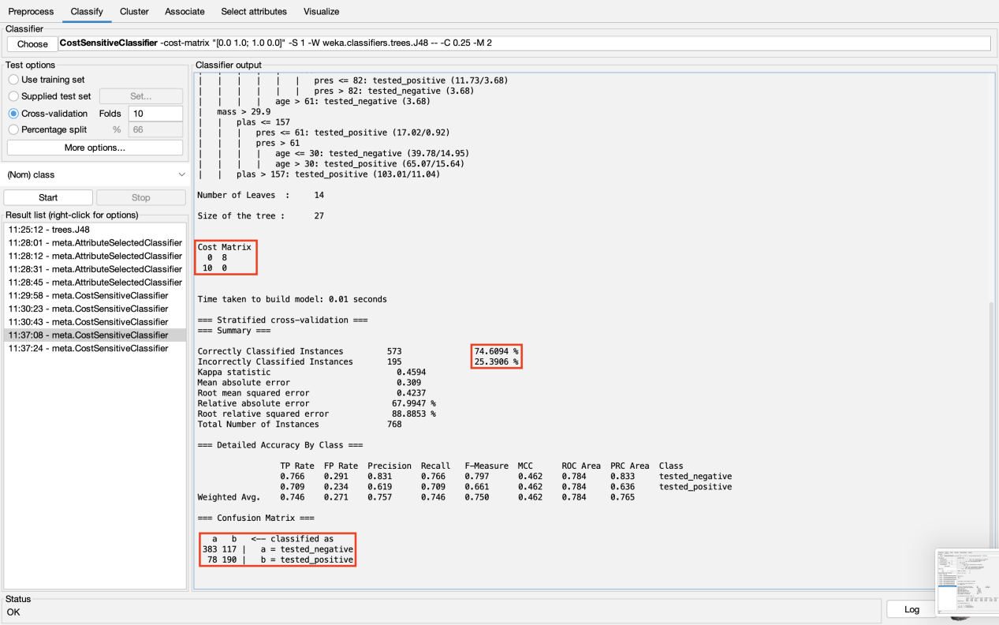 Preprocess Classify Cluster Associate Select attributes Visualize
Classifier
Choose CostSensitiveClassifier -cost-matrix "[0.0 1.0; 1.0 0.0]" -S 1 -W weka.classifiers.trees.J48 -- -C 0.25 -M 2
Test options
Use training set
Supplied test set Set...
Cross-validation Folds 10
Percentage split % 66
More options...
(Nom) class
Start Stop
Result list (right-click for options)
11:25:12 - trees.J48
11:28:01 - meta.AttributeSelectedClassifier
11:28:12 - meta.AttributeSelectedClassifier
11:28:31 - meta.AttributeSelectedClassifier
11:28:45 - meta.AttributeSelectedClassifier
11:29:58 - meta.CostSensitiveClassifier
11:30:23 - meta.CostSensitiveClassifier
11:30:43 - meta.CostSensitiveClassifier
11:37:08 - meta.CostSensitiveClassifier
11:37:24 - meta.CostSensitiveClassifier
Classifier output
| | | | | | pres <= 82: tested_positive (11.73/3.68)
| | | | | | pres > 82: tested_negative (3.68)
| | | | age > 61: tested_negative (3.68)
| mass > 29.9
| | plas <= 157
| | | pres <= 61: tested_positive (17.02/0.92)
| | | pres > 61
| | | | age <= 30: tested_negative (39.78/14.95)
| | | | age > 30: tested_positive (65.07/15.64)
| | plas > 157: tested_positive (103.01/11.04)
Number of Leaves : 14
Size of the tree : 27
Cost Matrix
0 8
10 0
Time taken to build model: 0.01 seconds
=== Stratified cross-validation ===
=== Summary ===
Correctly Classified Instances 573 74.6094 %
Incorrectly Classified Instances 195 25.3906 %
Kappa statistic 0.4594
Mean absolute error 0.309
Root mean squared error 0.4237
Relative absolute error 67.9947 %
Root relative squared error 88.8853 %
Total Number of Instances 768
=== Detailed Accuracy By Class ===
TP Rate FP Rate Precision Recall F-Measure MCC ROC Area PRC Area Class
0.766 0.291 0.831 0.766 0.797 0.462 0.784 0.833 tested_negative
0.709 0.234 0.619 0.709 0.661 0.462 0.784 0.636 tested_positive
Weighted Avg. 0.746 0.271 0.757 0.746 0.750 0.462 0.784 0.765
=== Confusion Matrix ===
a b <-- classified as
383 117 | a = tested_negative
78 190 | b = tested_positive
Status
OK
Log